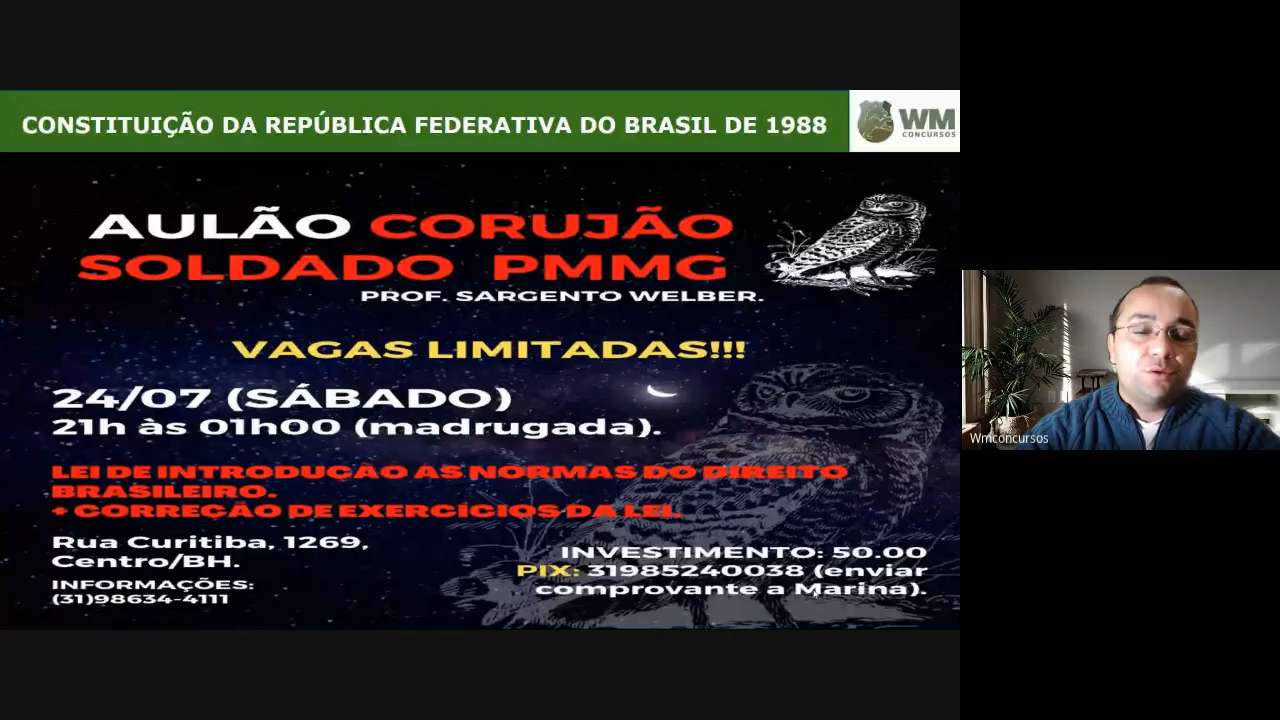 CONSTITUIÇÃO DA REPÚBLICA FEDERATIVA DO BRASIL DE 1988
WM
CONCURSOS
AULÃO CORUJÃO
SOLDADO PMMG
PROF. SARGENTO WELBER.
VAGAS LIMITADAS!!!
24/07 (SÁBADO)
21h às 01h00 (madrugada).
LEI DE INTRODUÇÃO AS NORMAS DO DIREITO
BRASILEIRO.
+ CORREÇÃO DE EXERCÍCIOS DA LEI.
Rua Curitiba, 1269,
Centro/BH.
INFORMAÇÕES:
(31)98634-4111
INVESTIMENTO: 50.00
PIX: 31985240038 (enviar
comprovante a Marina).
Wmconcursos